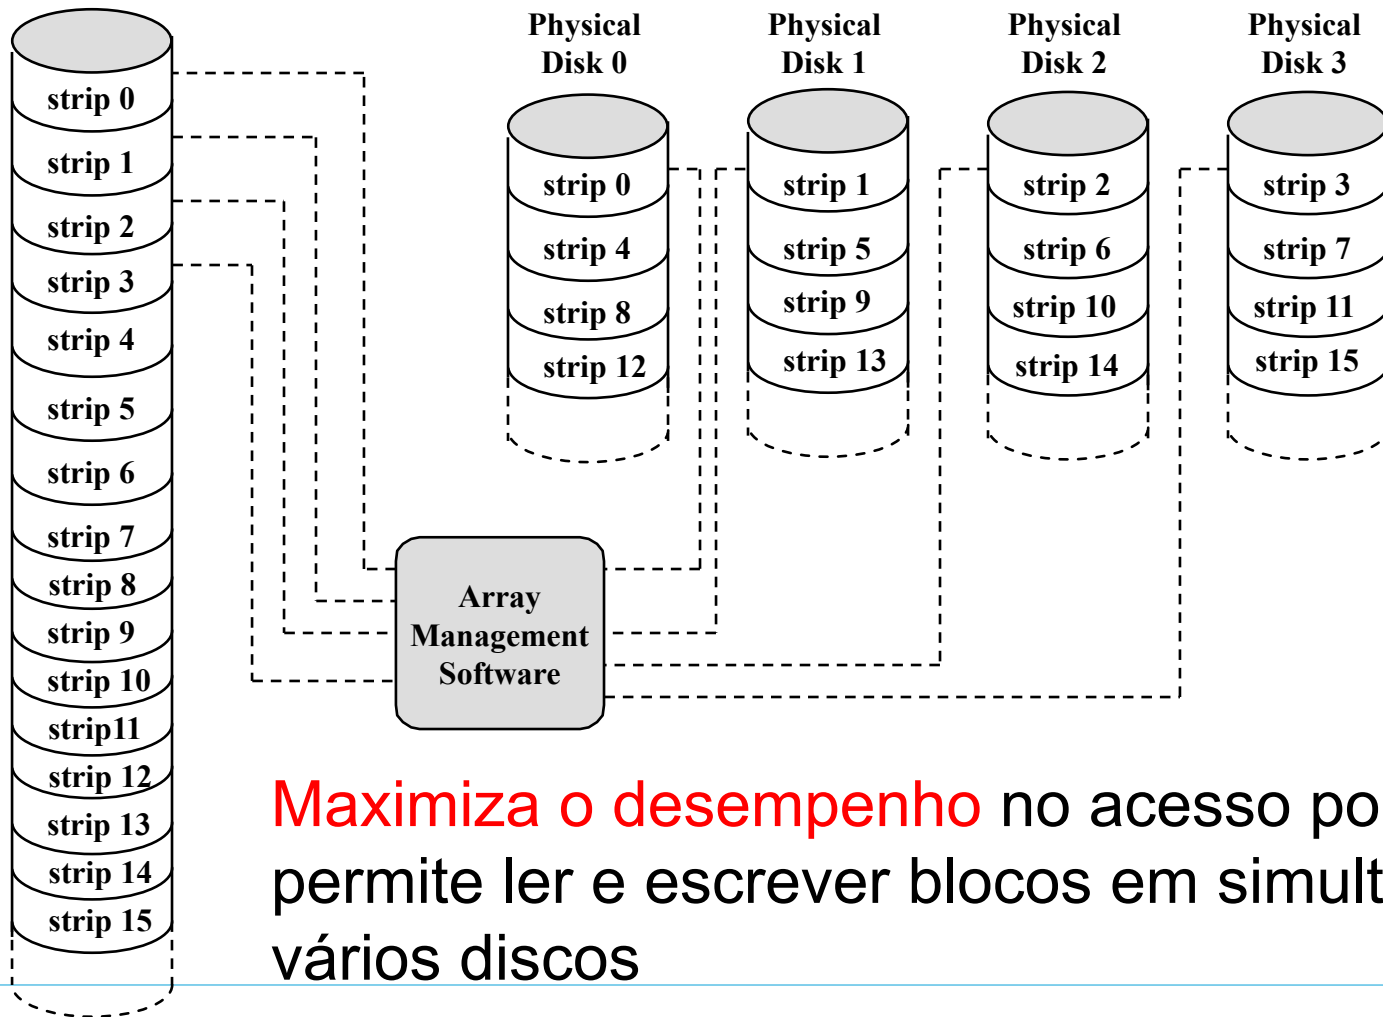 strip 0
strip 1
strip 2
strip 3
strip 4
strip 5
strip 6
strip 7
strip 8
strip 9
strip 10
strip11
strip 12
strip 13
strip 14
strip 15
Physical
Disk 0
strip 0
strip 4
strip 8
strip 12
Physical
Disk 1
strip 1
strip 5
strip 9
strip 13
Physical
Disk 2
strip 2
strip 6
strip 10
strip 14
Physical
Disk 3
strip 3
strip 7
strip 11
strip 15
Array
Management
Software
Maximiza o desempenho no acesso po
permite ler e escrever blocos em simult
vários discos